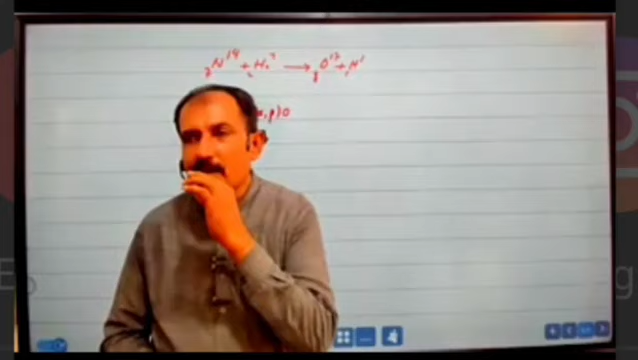 ₇N¹⁴ + ₂He⁴ ⟶ ₈O¹⁷ + ₁H¹
,p)O